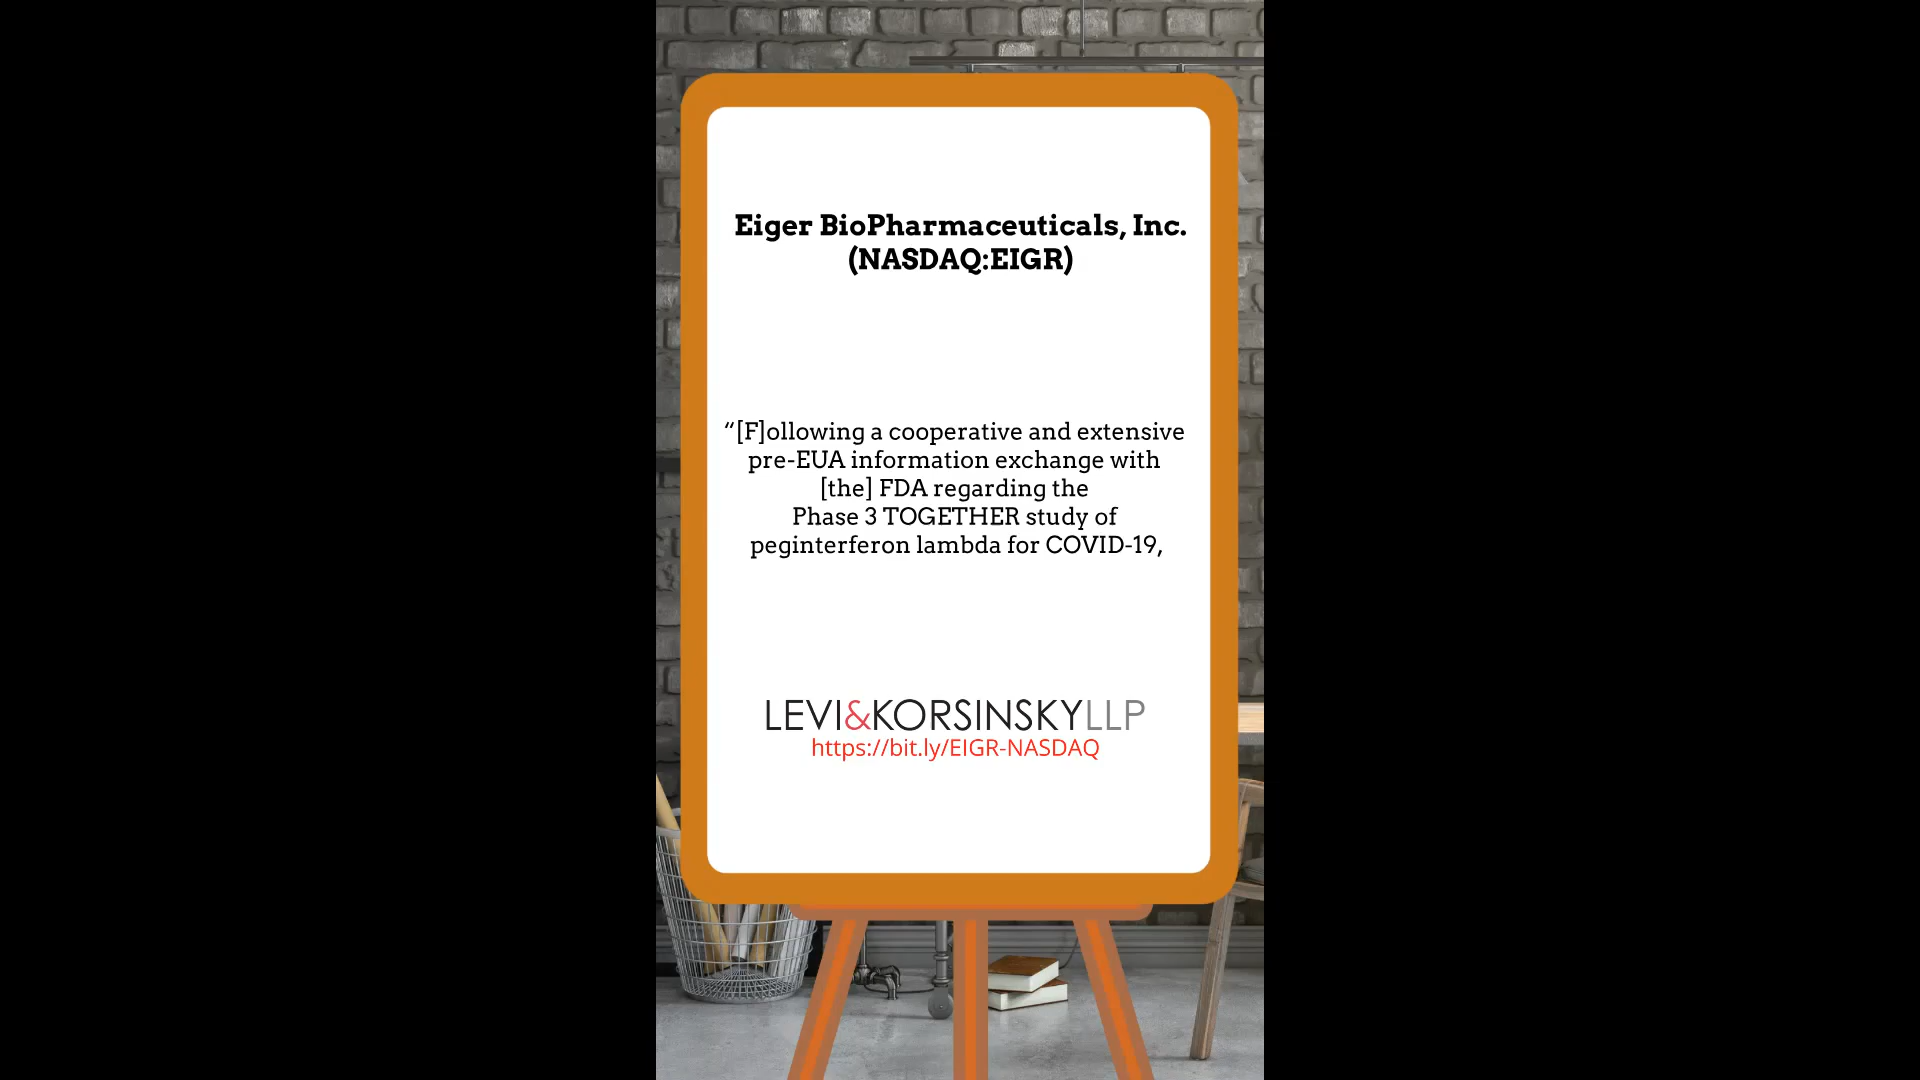 Eiger BioPharmaceuticals, Inc.
(NASDAQ:EIGR)
“[F]ollowing a cooperative and extensive
pre-EUA information exchange with
[the] FDA regarding the
Phase 3 TOGETHER study of
peginterferon lambda for COVID-19,
LEVI&KORSINSKYLLP
https://bit.ly/EIGR-NASDAQ